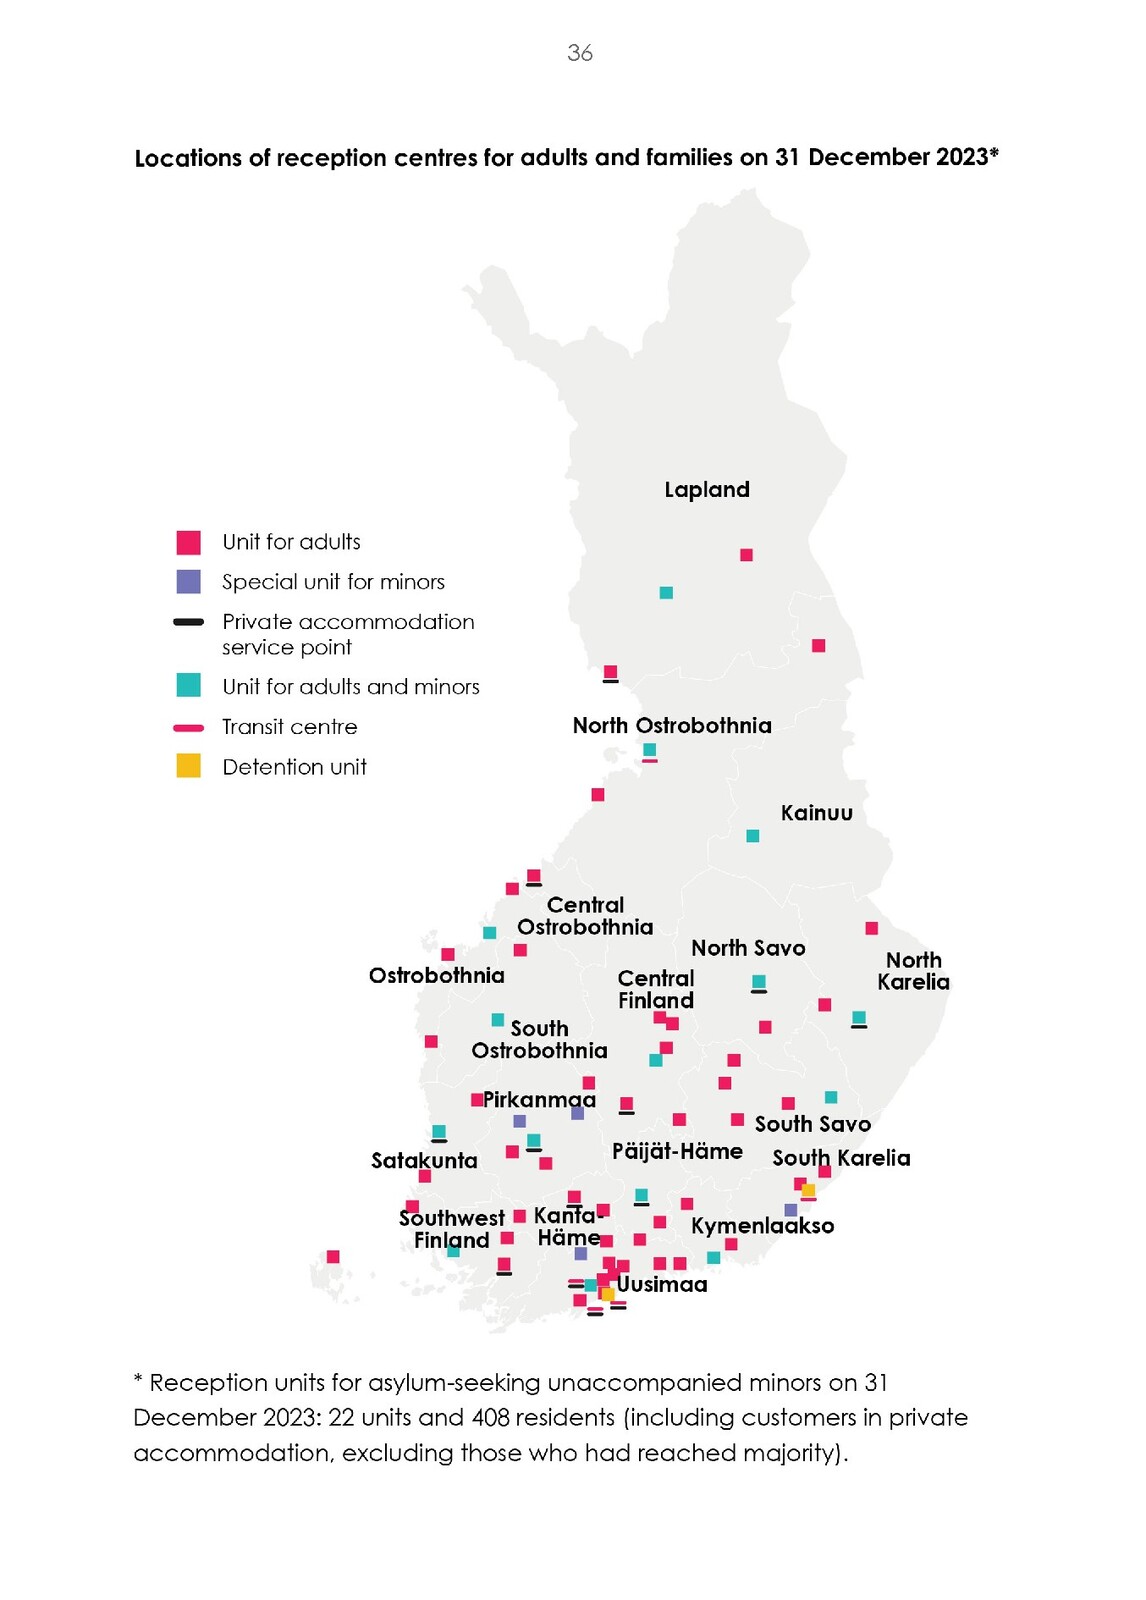 36
Locations of reception centres for adults and families on 31 December 2023*
Lapland
Unit for adults
Special unit for minors
Private accommodation
service point
Unit for adults and minors
Transit centre
Detention unit
North Ostrobothnia
Kainuu
Central
Ostrobothnia
North Savo
North
Karelia
Ostrobothnia
Central
Finland
South
Ostrobothnia
Pirkanmaa
South Savo
Päijät-Häme
Satakunta
South Karelia
Southwest
Finland
Kanta-
Häme
Kymenlaakso
Uusimaa
* Reception units for asylum-seeking unaccompanied minors on 31
December 2023: 22 units and 408 residents (including customers in private
accommodation, excluding those who had reached majority).